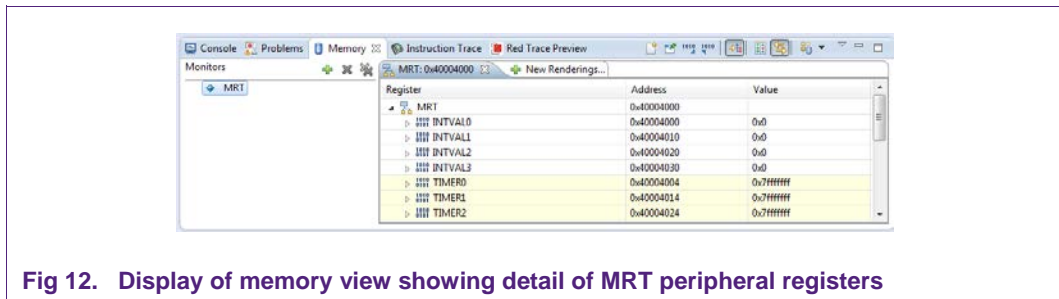 Console Problems Memory Instruction Trace Red Trace Preview
Monitors MRT: 0x40004000 New Renderings...
MRT Register Address Value
MRT 0x40004000
INTVAL0 0x40004000 0x0
INTVAL1 0x40004010 0x0
INTVAL2 0x40004020 0x0
INTVAL3 0x40004030 0x0
TIMER0 0x40004004 0x7fffffff
TIMER1 0x40004014 0x7fffffff
TIMER2 0x40004024 0x7fffffff
Fig 12. Display of memory view showing detail of MRT peripheral registers